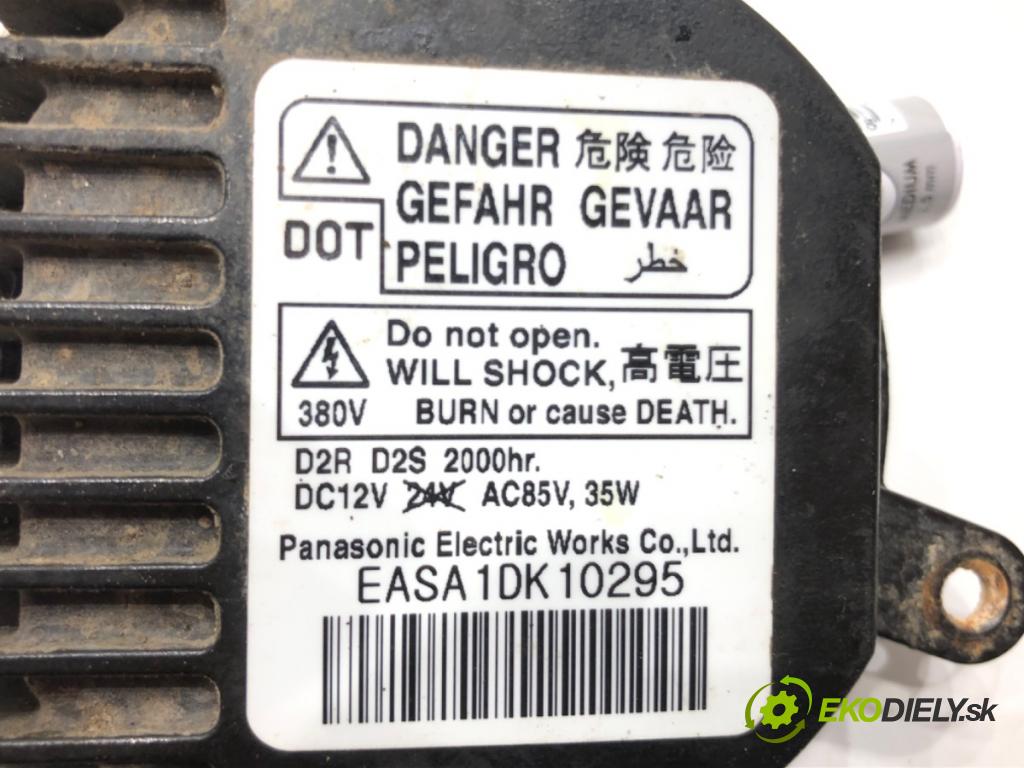 DANGER 危険 危险
GEFAHR GEVAAR
DOT
PELIGRO خطر
Do not open.
WILL SHOCK, 高電圧
380V BURN or cause DEATH.
D2R D2S 2000hr.
DC12V 24V AC85V, 35W
Panasonic Electric Works Co.,Ltd.
EASA1DK10295
MEDIUM
EKODIELY.sk